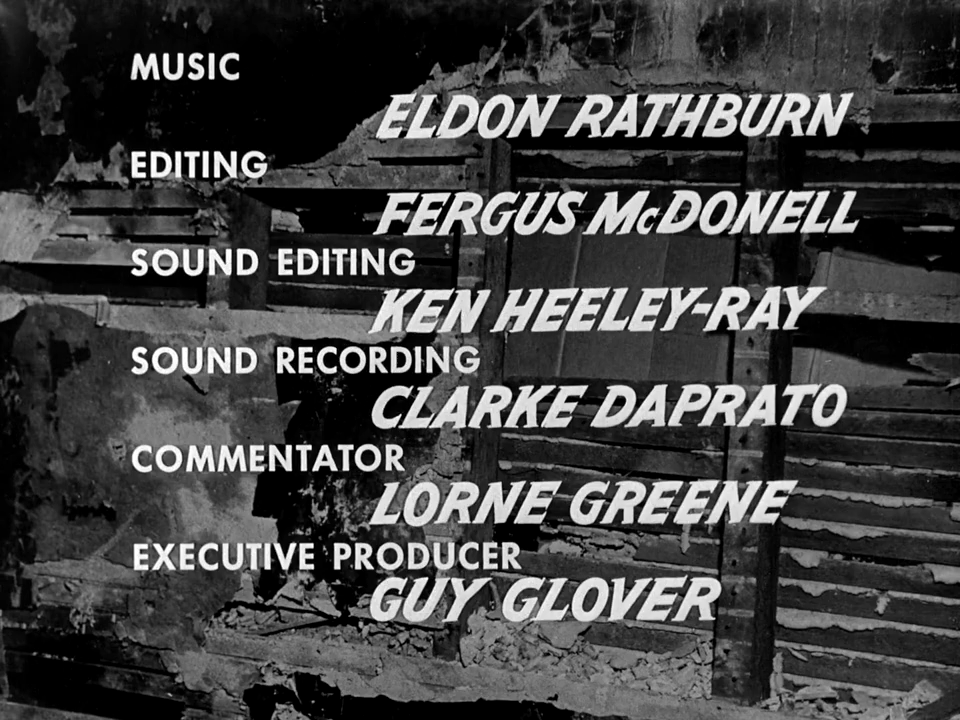 MUSIC
ELDON RATHBURN
EDITING
FERGUS McDONELL
SOUND EDITING
KEN HEELEY-RAY
SOUND RECORDING
CLARKE DAPRATO
COMMENTATOR
LORNE GREENE
EXECUTIVE PRODUCER
GUY GLOVER